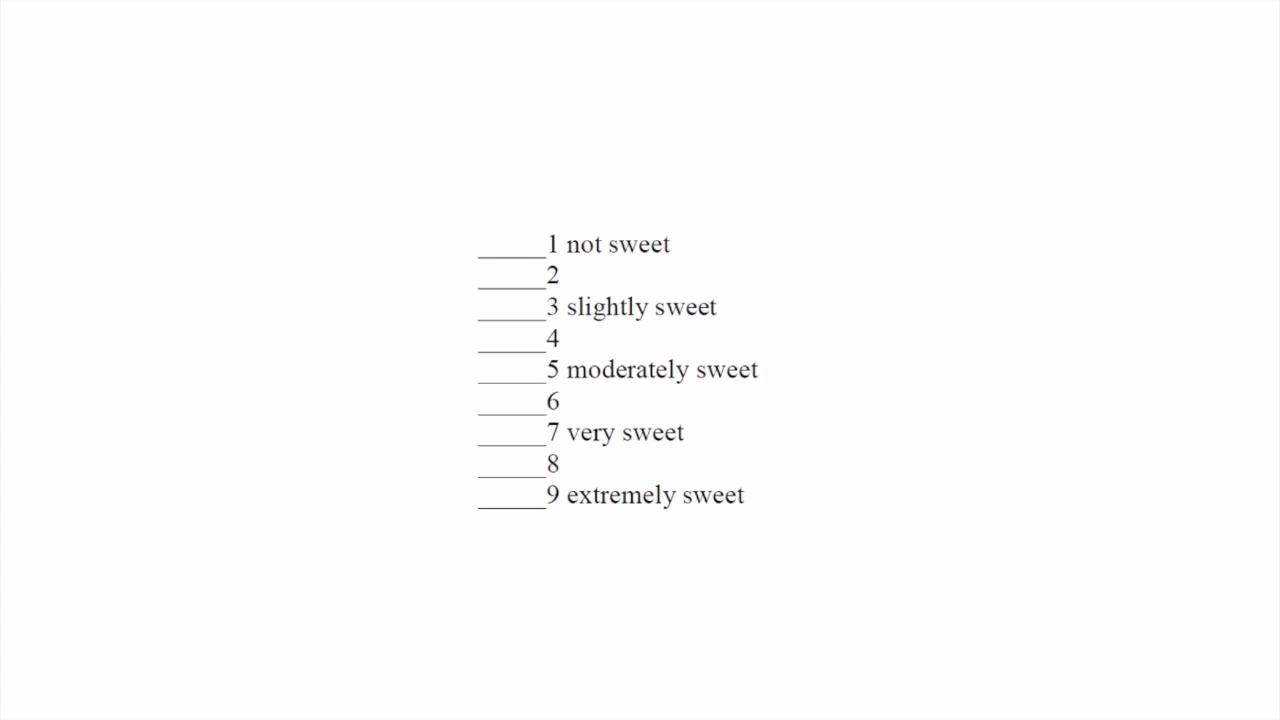 ______1 not sweet
______2
______3 slightly sweet
______4
______5 moderately sweet
______6
______7 very sweet
______8
______9 extremely sweet